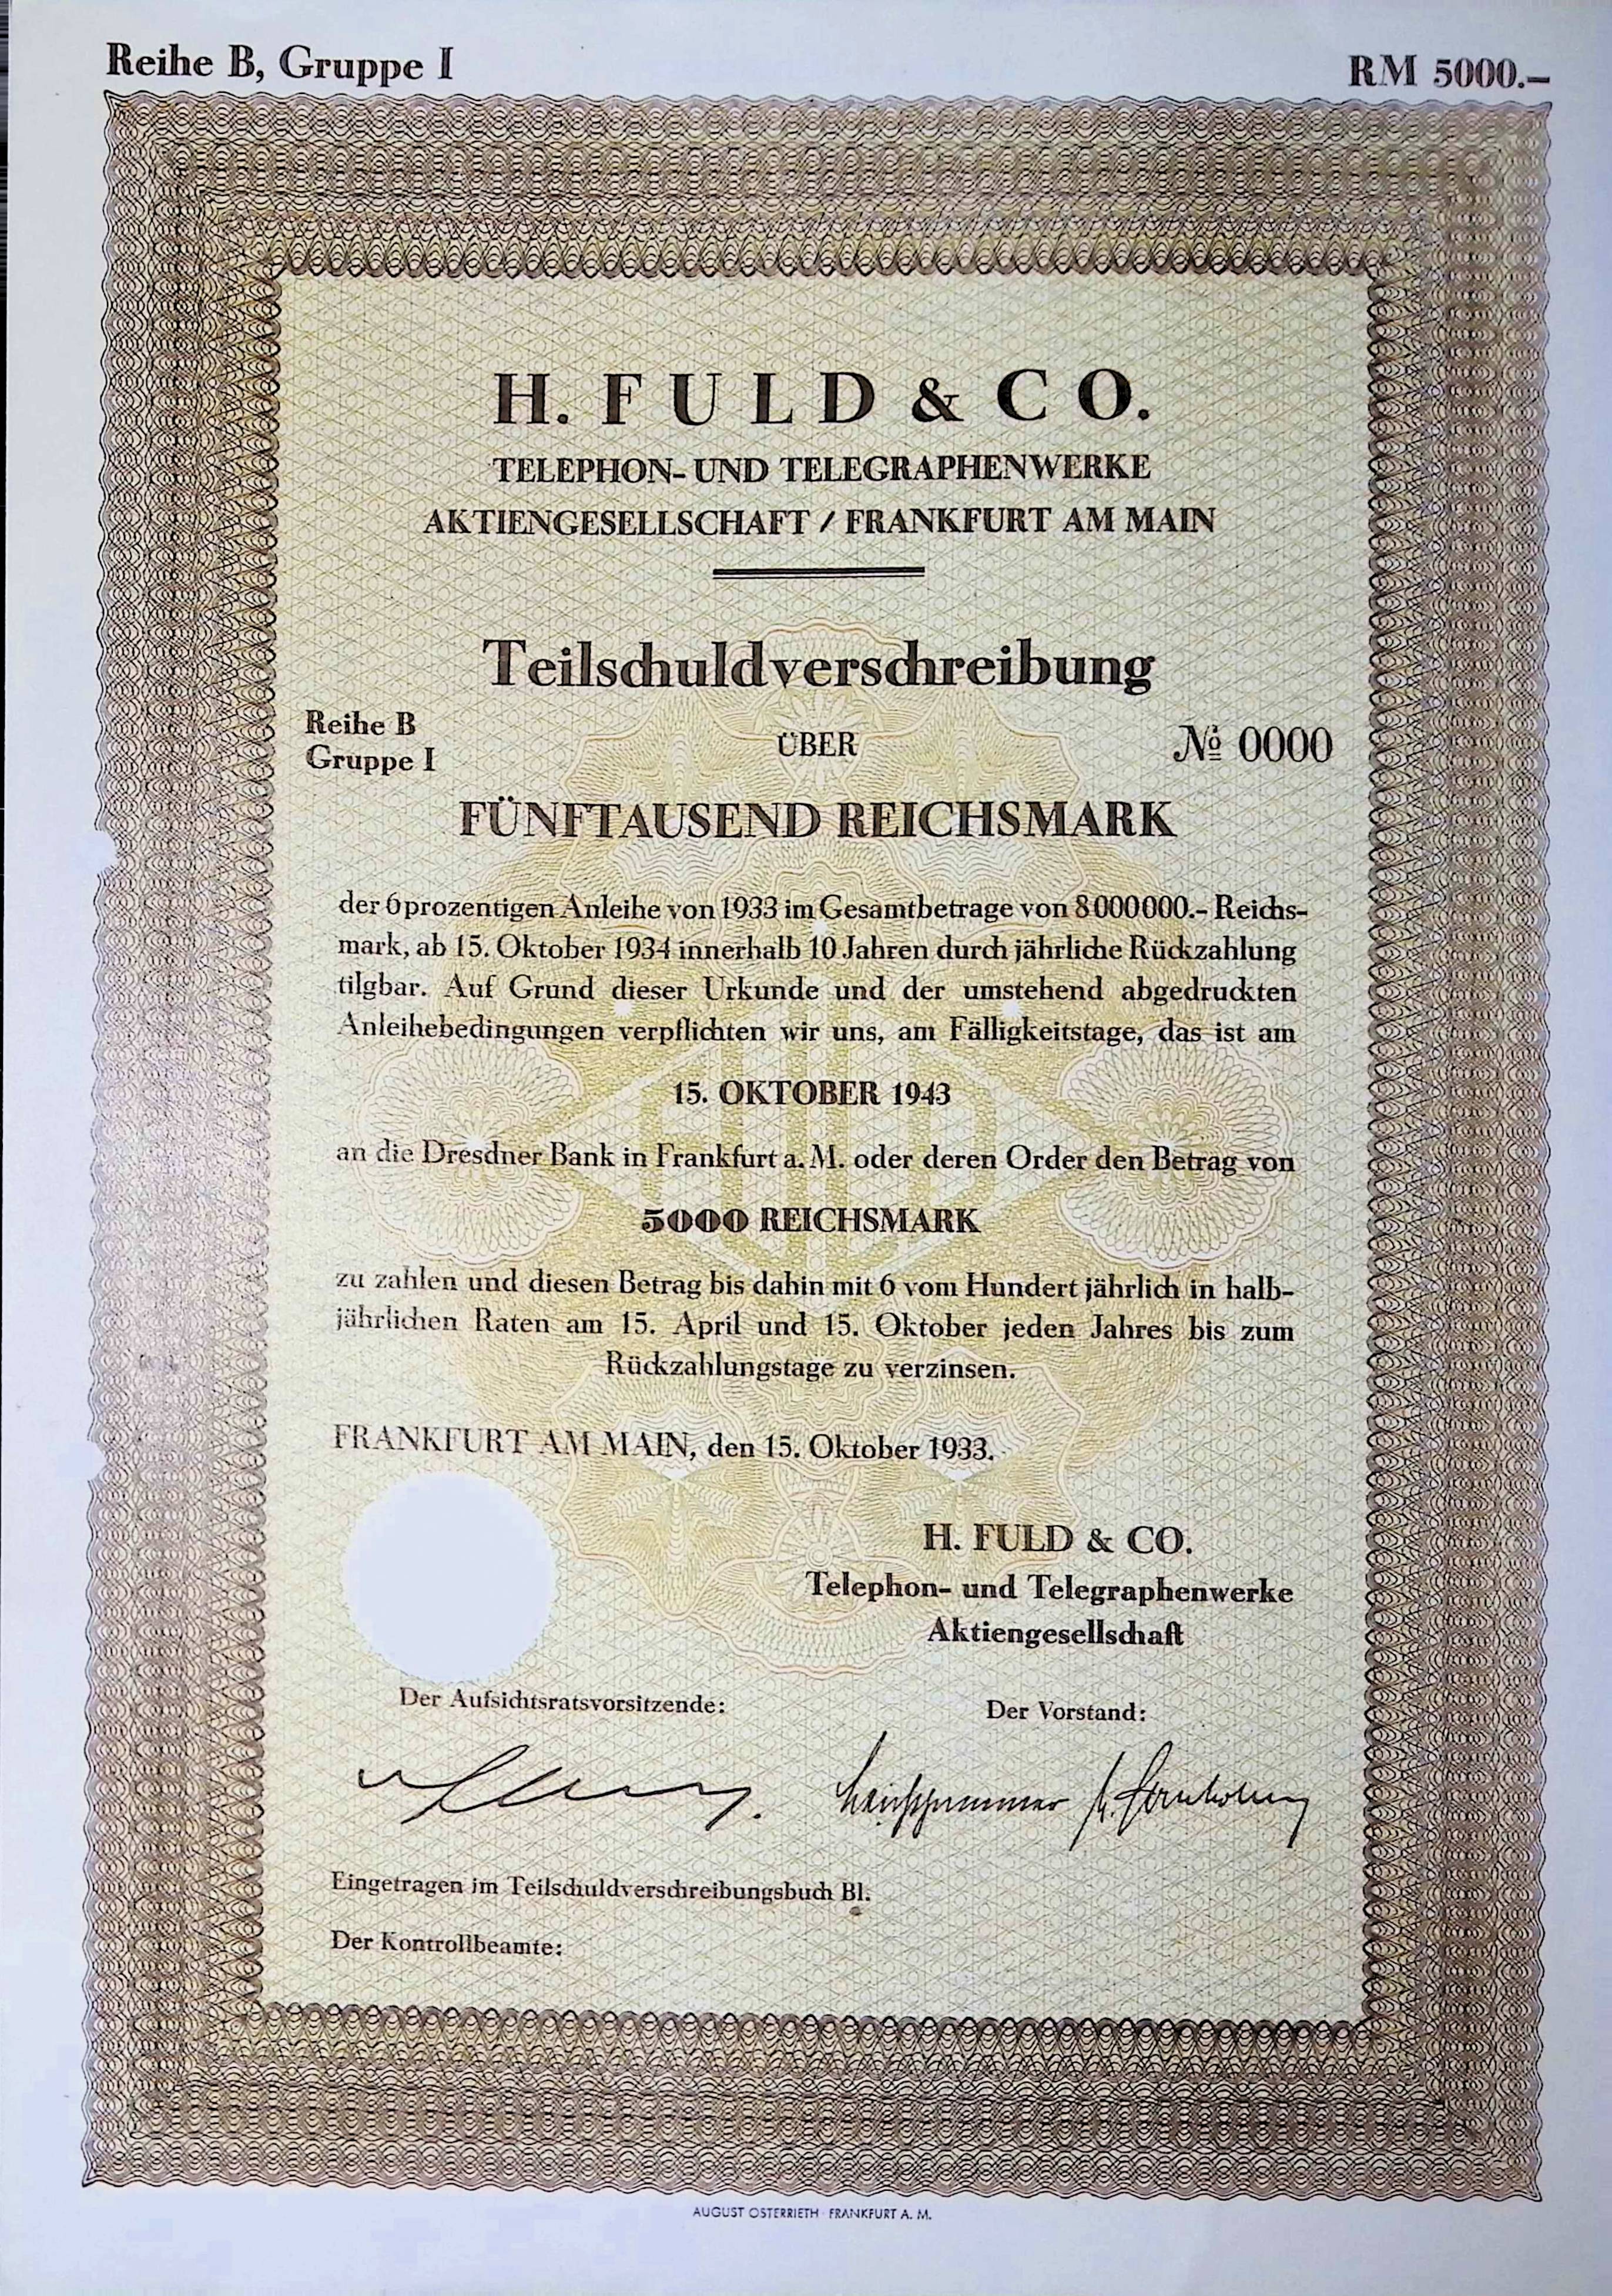 Reihe B, Gruppe I
RM 5000.–
H. FULD & CO.
TELEPHON- UND TELEGRAPHENWERKE
AKTIENGESELLSCHAFT / FRANKFURT AM MAIN
Teilschuldverschreibung
Reihe B
Gruppe I
ÜBER
№ 0000
FÜNFTAUSEND REICHSMARK
der 6prozentigen Anleihe von 1933 im Gesamtbetrage von 8000000.- Reichs-
mark, ab 15. Oktober 1934 innerhalb 10 Jahren durch jährliche Rückzahlung
tilgbar. Auf Grund dieser Urkunde und der umstehend abgedruckten
Anleihebedingungen verpflichten wir uns, am Fälligkeitstage, das ist am
15. OKTOBER 1943
an die Dresdner Bank in Frankfurt a. M. oder deren Order den Betrag von
5000 REICHSMARK
zu zahlen und diesen Betrag bis dahin mit 6 vom Hundert jährlich in halb-
jährlichen Raten am 15. April und 15. Oktober jeden Jahres bis zum
Rückzahlungstage zu verzinsen.
FRANKFURT AM MAIN, den 15. Oktober 1933.
H. FULD & CO.
Telephon- und Telegraphenwerke
Aktiengesellschaft
Der Aufsichtsratsvorsitzende:
Der Vorstand:
Eingetragen im Teilschuldverschreibungsbuch Bl.
Der Kontrollbeamte:
AUGUST OSTERRIETH · FRANKFURT A. M.
FULD